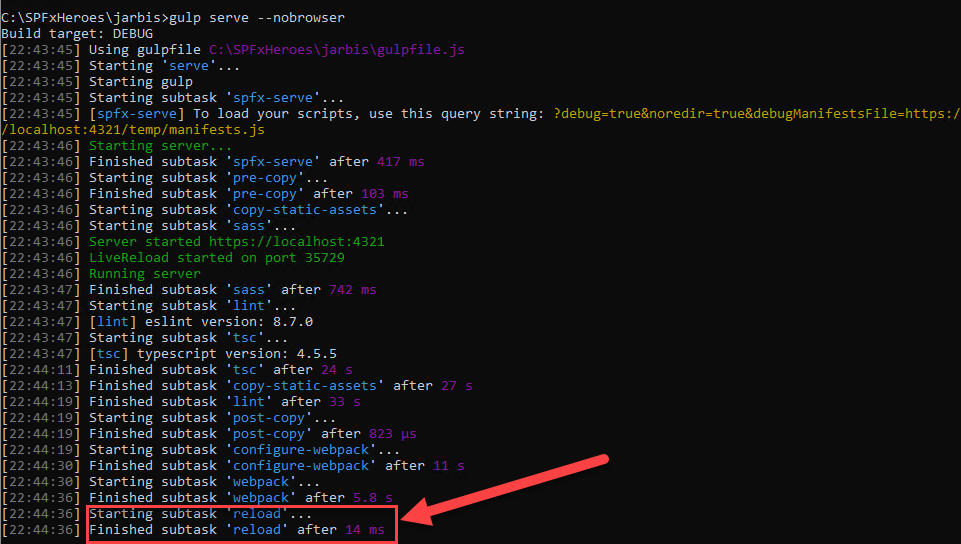 C:\SPFxHeroes\jarbis>gulp serve --nobrowser
Build target: DEBUG
[22:43:45] Using gulpfile C:\SPFxHeroes\jarbis\gulpfile.js
[22:43:45] Starting 'serve'...
[22:43:45] Starting gulp
[22:43:45] Starting subtask 'spfx-serve'...
[22:43:45] [spfx-serve] To load your scripts, use this query string: ?debug=true&noredir=true&debugManifestsFile=https:/
/localhost:4321/temp/manifests.js
[22:43:46] Starting server...
[22:43:46] Finished subtask 'spfx-serve' after 417 ms
[22:43:46] Starting subtask 'pre-copy'...
[22:43:46] Finished subtask 'pre-copy' after 103 ms
[22:43:46] Starting subtask 'copy-static-assets'...
[22:43:46] Starting subtask 'sass'...
[22:43:46] Server started https://localhost:4321
[22:43:46] LiveReload started on port 35729
[22:43:46] Running server
[22:43:47] Finished subtask 'sass' after 742 ms
[22:43:47] Starting subtask 'lint'...
[22:43:47] [lint] eslint version: 8.7.0
[22:43:47] Starting subtask 'tsc'...
[22:43:47] [tsc] typescript version: 4.5.5
[22:44:11] Finished subtask 'tsc' after 24 s
[22:44:13] Finished subtask 'copy-static-assets' after 27 s
[22:44:19] Finished subtask 'lint' after 33 s
[22:44:19] Starting subtask 'post-copy'...
[22:44:19] Finished subtask 'post-copy' after 823 μs
[22:44:19] Starting subtask 'configure-webpack'...
[22:44:30] Finished subtask 'configure-webpack' after 11 s
[22:44:30] Starting subtask 'webpack'...
[22:44:36] Finished subtask 'webpack' after 5.8 s
[22:44:36] Starting subtask 'reload'...
[22:44:36] Finished subtask 'reload' after 14 ms